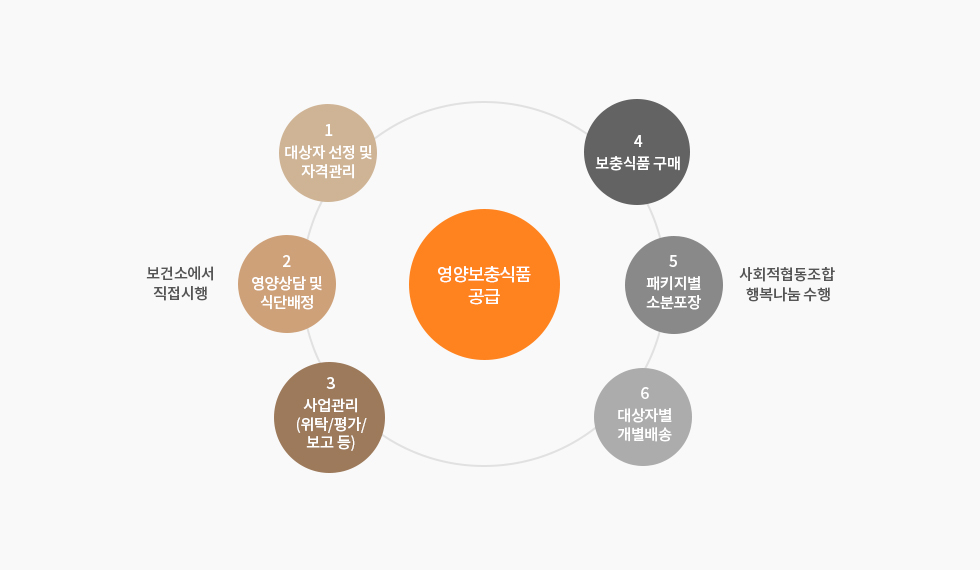 1
대상자 선정 및
자격관리
보건소에서
직접시행
2
영양상담 및
식단배정
3
사업관리
(위탁/평가/
보고 등)
영양보충식품
공급
4
보충식품 구매
5
패키지별
소분포장
사회적협동조합
행복나눔 수행
6
대상자별
개별배송